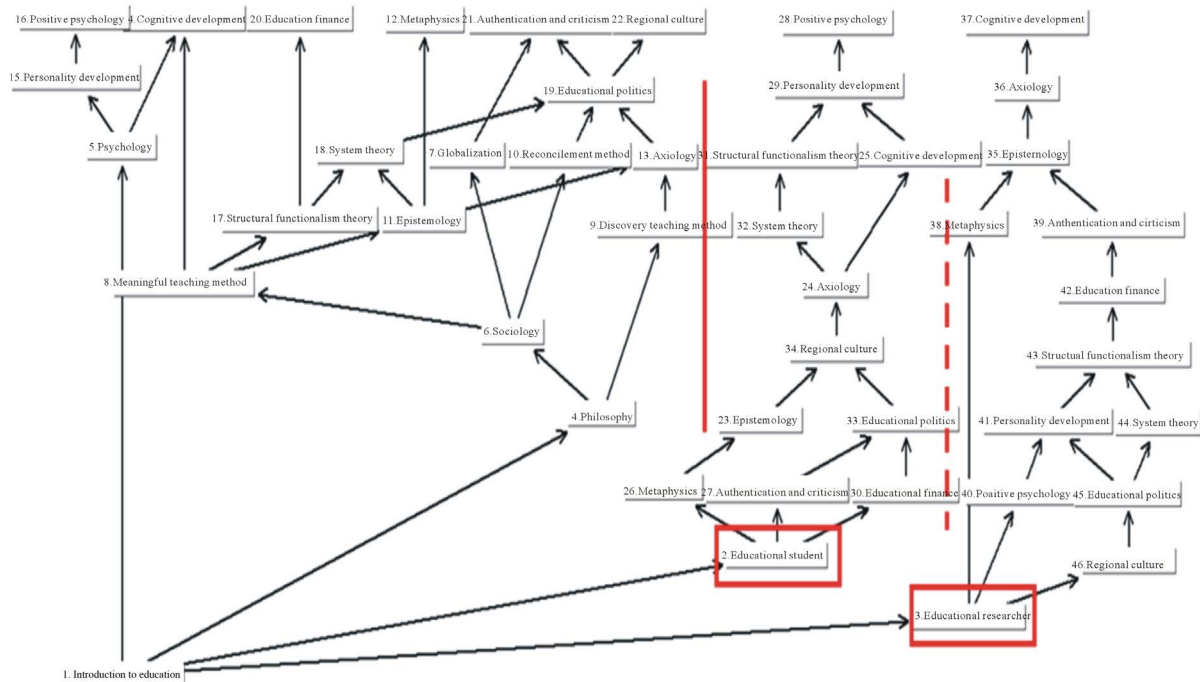 16.Positive psychology
4.Cognitive development
20.Education finance
12.Metaphysics
21.Authentication and criticism
22.Regional culture
28.Positive psychology
37.Cognitive development
15.Personality development
19.Educational politics
29.Personality development
36.Axiology
5.Psychology
18.System theory
7.Globalization
10.Reconcilement method
13.Axiology
31.Structural functionalism theory
25.Cognitive development
35.Episternology
17.Structural functionalism theory
11.Epistemology
9.Discovery teaching method
32.System theory
38.Metaphysics
39.Anthentication and cirticism
8.Meaningful teaching method
24.Axiology
42.Education finance
6.Sociology
34.Regional culture
43.Structual functionalism theory
4.Philosophy
23.Epistemology
33.Educational politics
41.Personality development
44.System theory
26.Metaphysics
27.Authentication and criticism
30.Educational finance
40.Poaitive psychology
45.Educational politics
2.Educational student
46.Regional culture
3.Educational researcher
1. Introduction to education